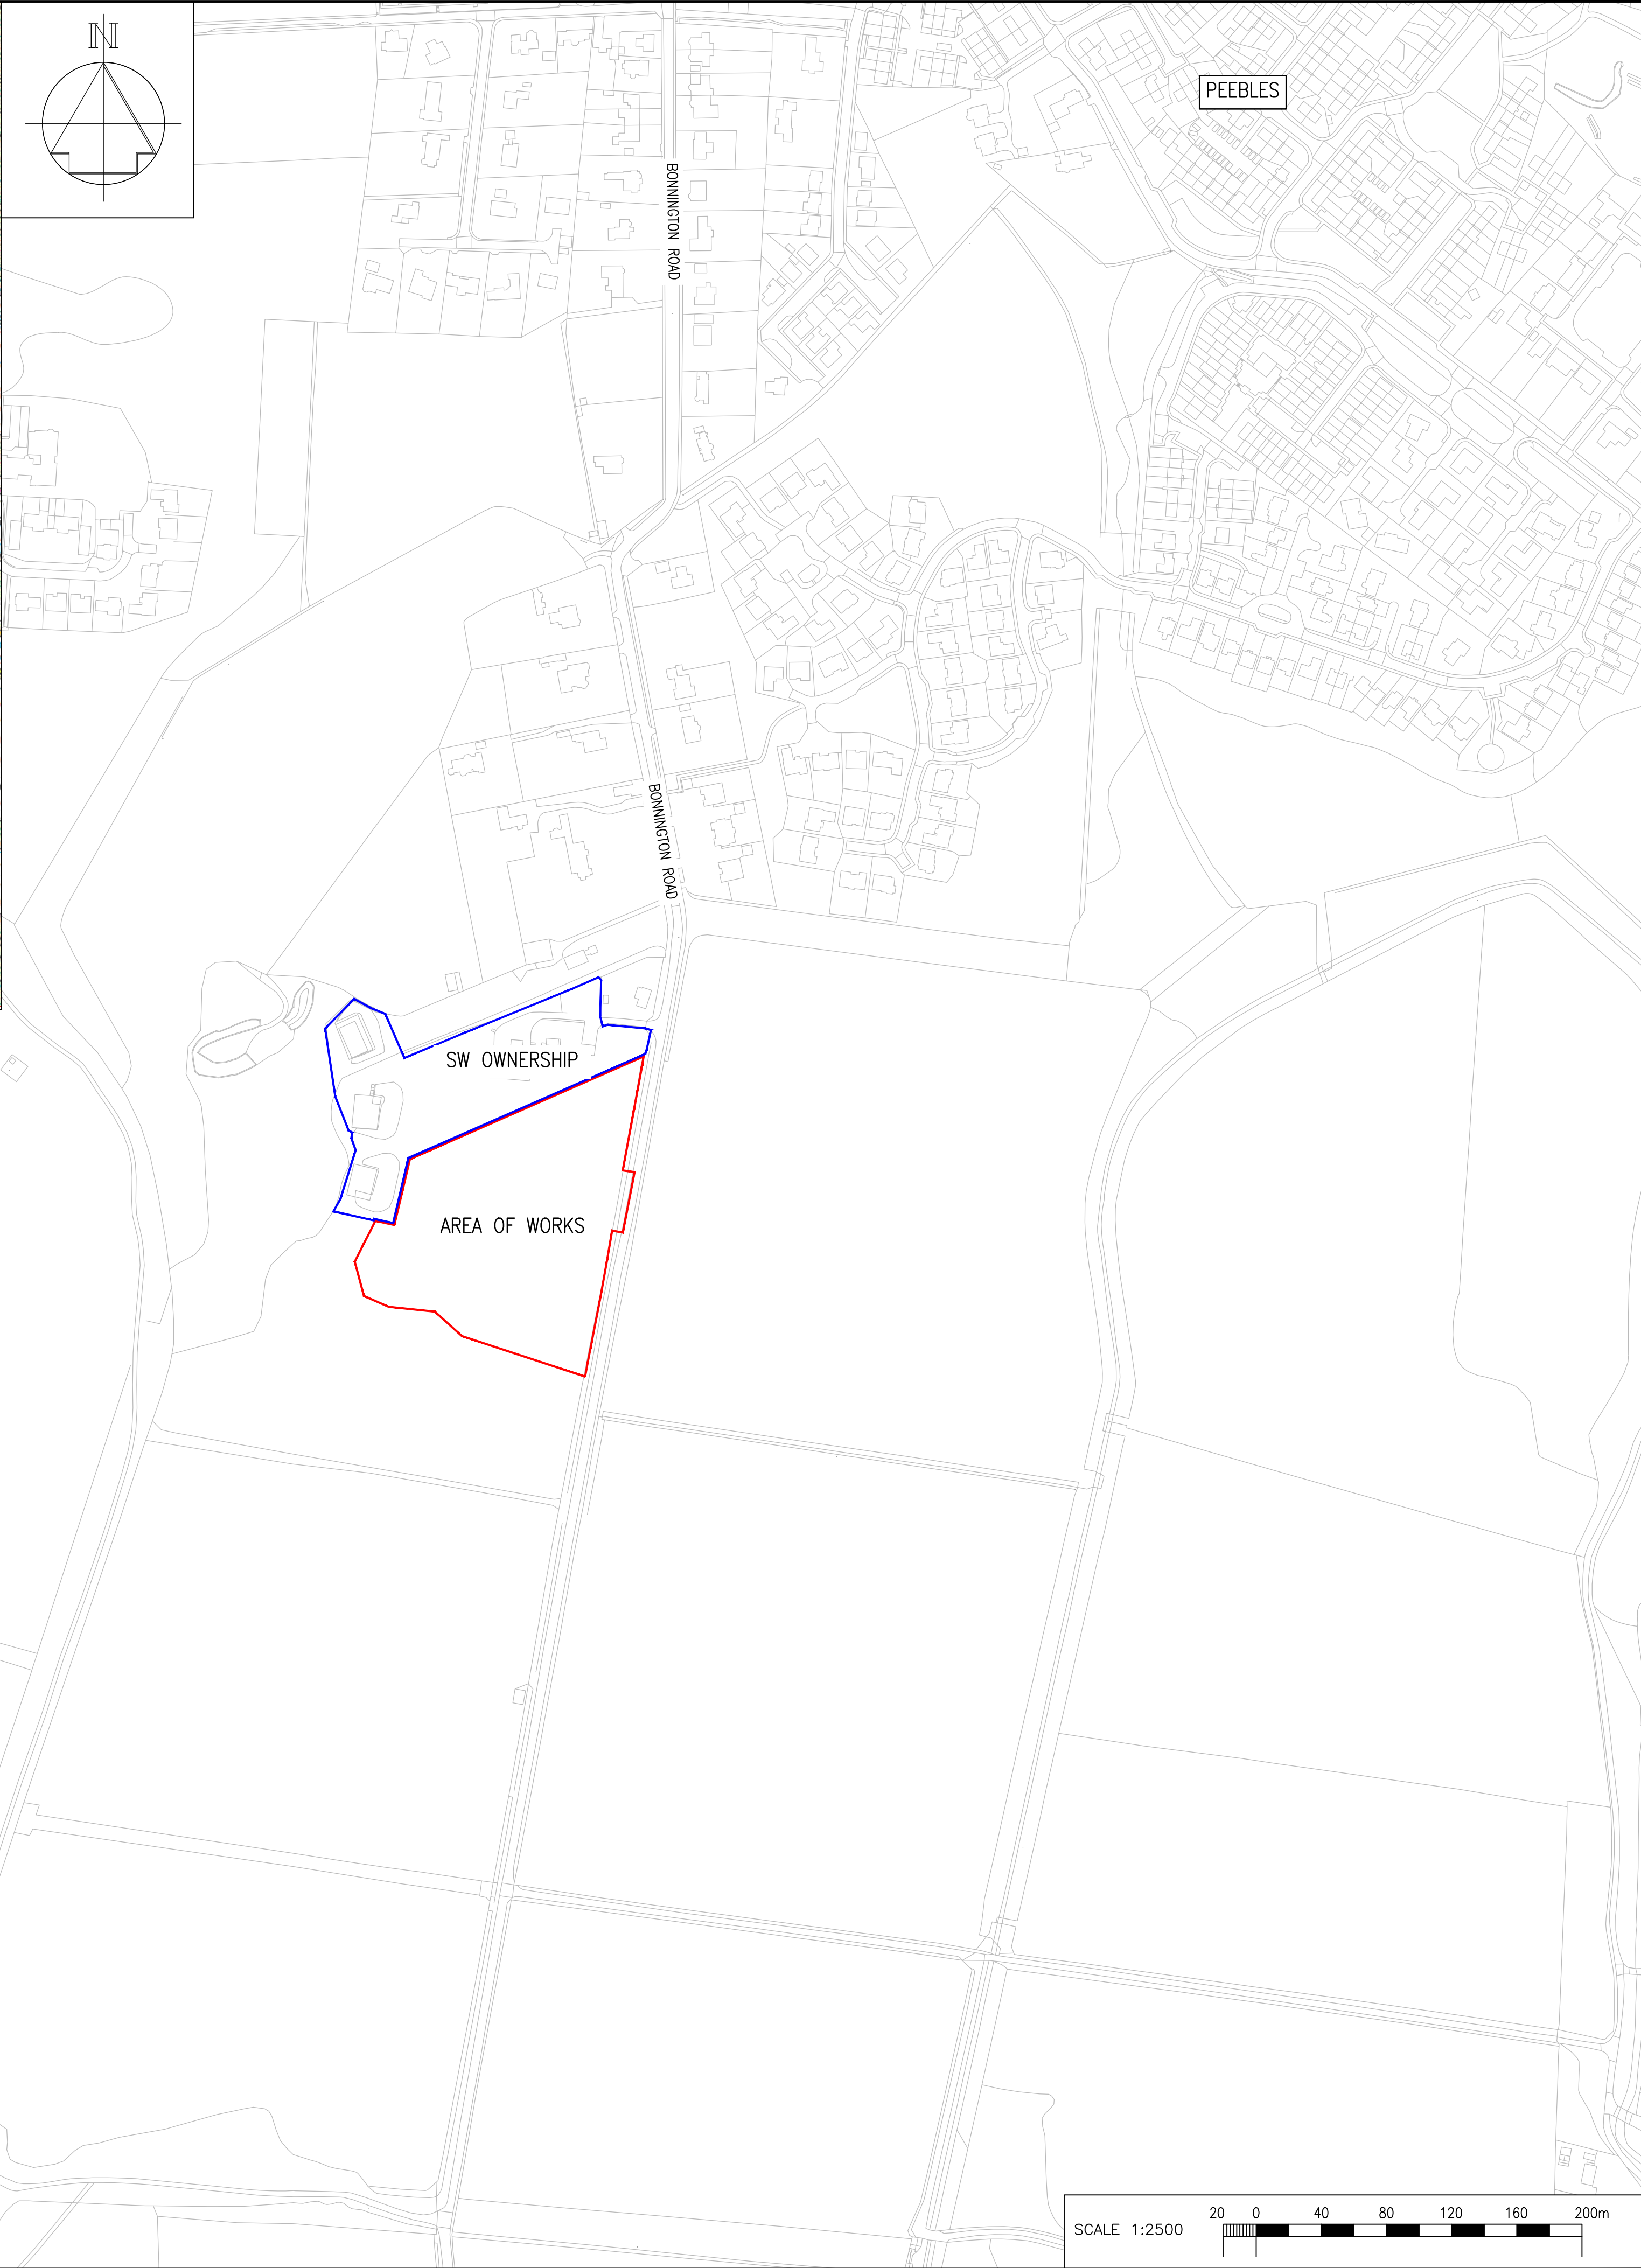 N
PEEBLES
BONNINGTON ROAD
BONNINGTON ROAD
SW OWNERSHIP
AREA OF WORKS
SCALE 1:2500
20 0 40 80 120 160 200m